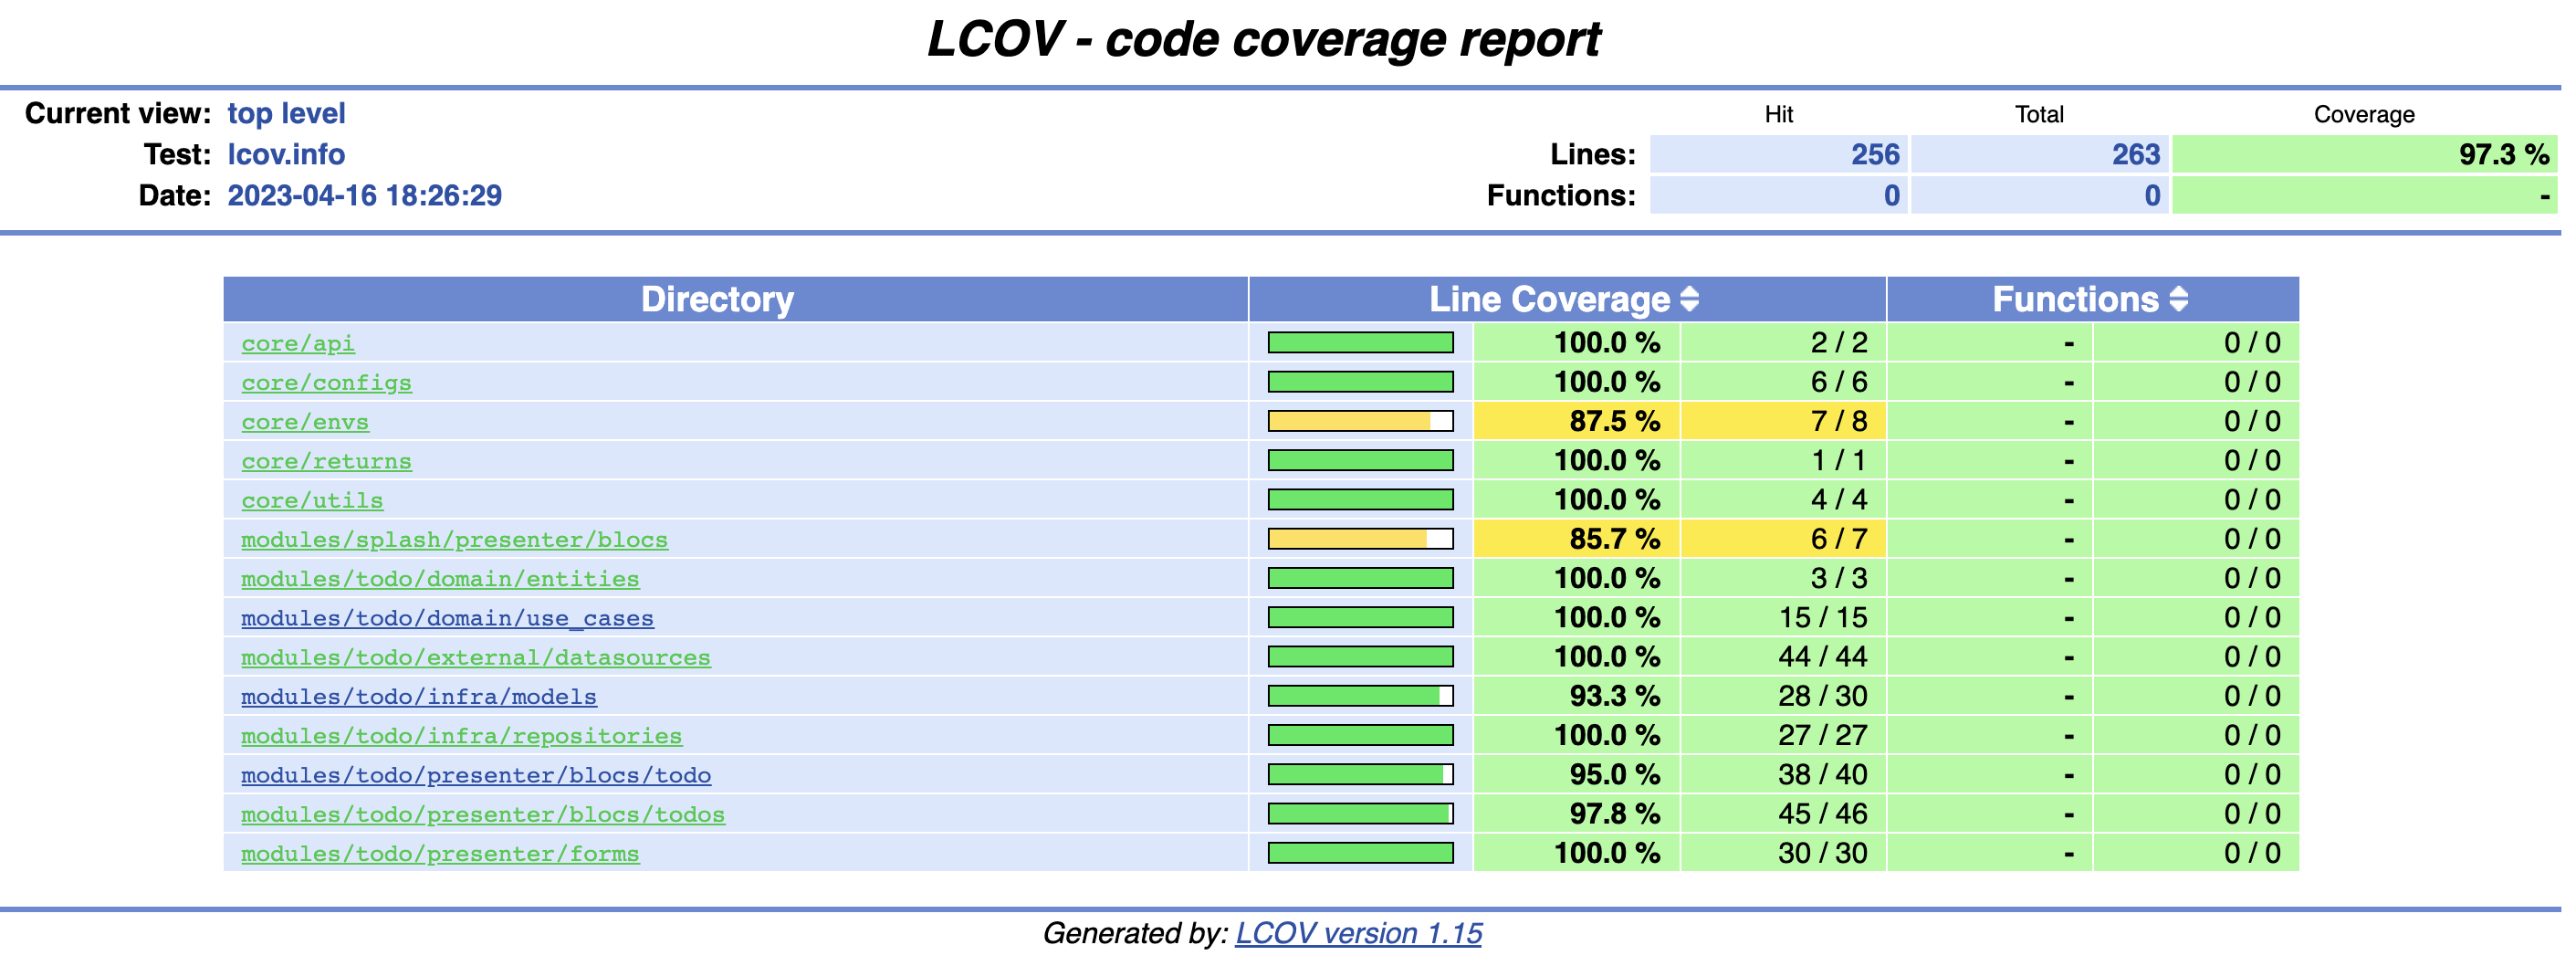 LCOV - code coverage report
Current view: top level Hit Total Coverage
Test: lcov.info Lines: 256 263 97.3 %
Date: 2023-04-16 18:26:29 Functions: 0 0 -
Directory Line Coverage Functions
core/api 100.0 % 2 / 2 - 0 / 0
core/configs 100.0 % 6 / 6 - 0 / 0
core/envs 87.5 % 7 / 8 - 0 / 0
core/returns 100.0 % 1 / 1 - 0 / 0
core/utils 100.0 % 4 / 4 - 0 / 0
modules/splash/presenter/blocs 85.7 % 6 / 7 - 0 / 0
modules/todo/domain/entities 100.0 % 3 / 3 - 0 / 0
modules/todo/domain/use_cases 100.0 % 15 / 15 - 0 / 0
modules/todo/external/datasources 100.0 % 44 / 44 - 0 / 0
modules/todo/infra/models 93.3 % 28 / 30 - 0 / 0
modules/todo/infra/repositories 100.0 % 27 / 27 - 0 / 0
modules/todo/presenter/blocs/todo 95.0 % 38 / 40 - 0 / 0
modules/todo/presenter/blocs/todos 97.8 % 45 / 46 - 0 / 0
modules/todo/presenter/forms 100.0 % 30 / 30 - 0 / 0
Generated by: LCOV version 1.15